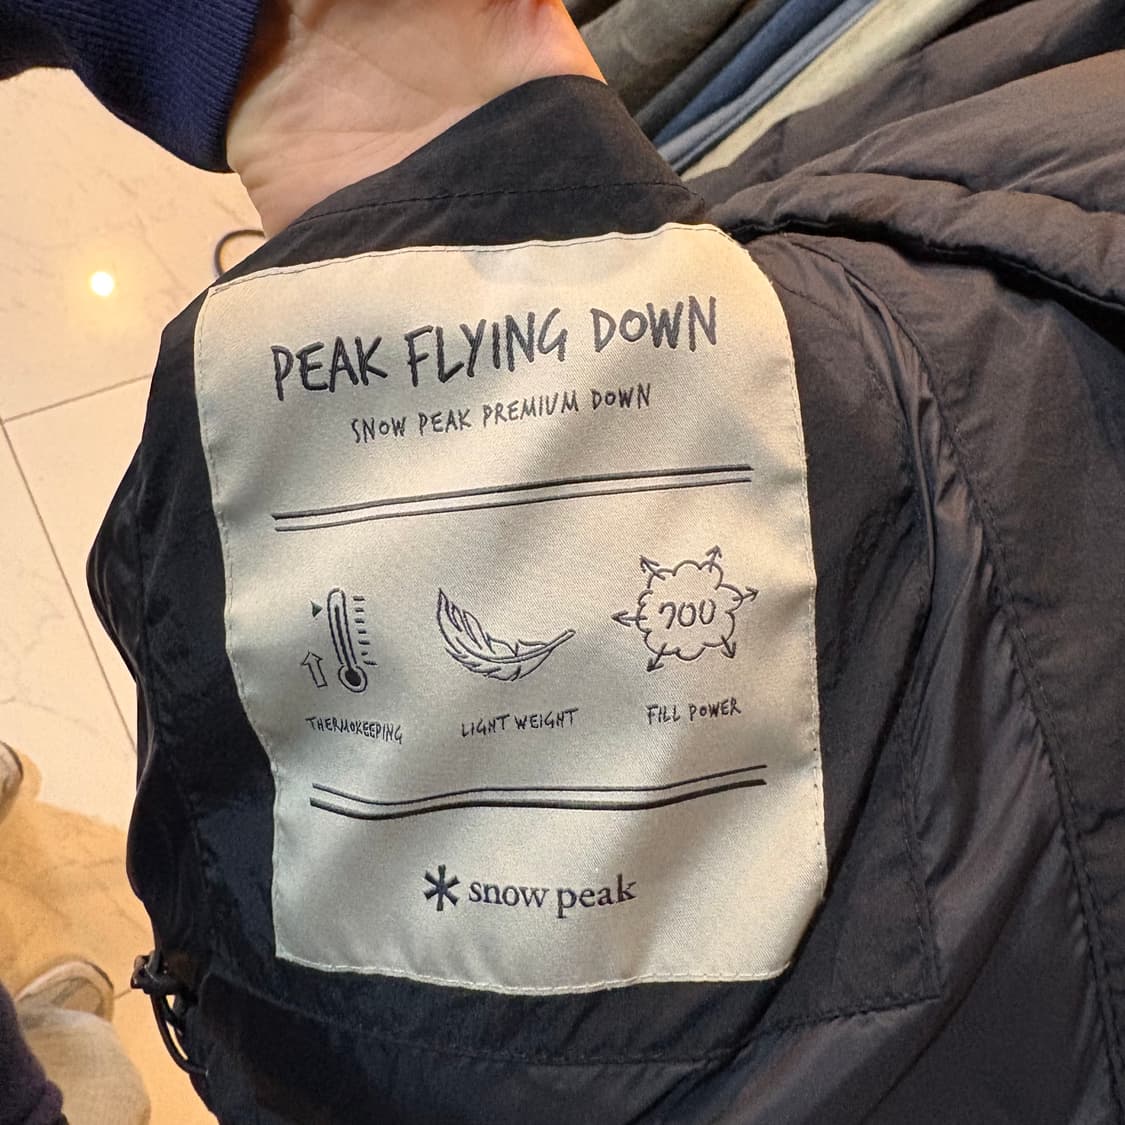 PEAK FLYING DOWN
SNOW PEAK PREMIUM DOWN
700
THERMOKEEPING
LIGHT WEIGHT
FILL POWER
snow peak